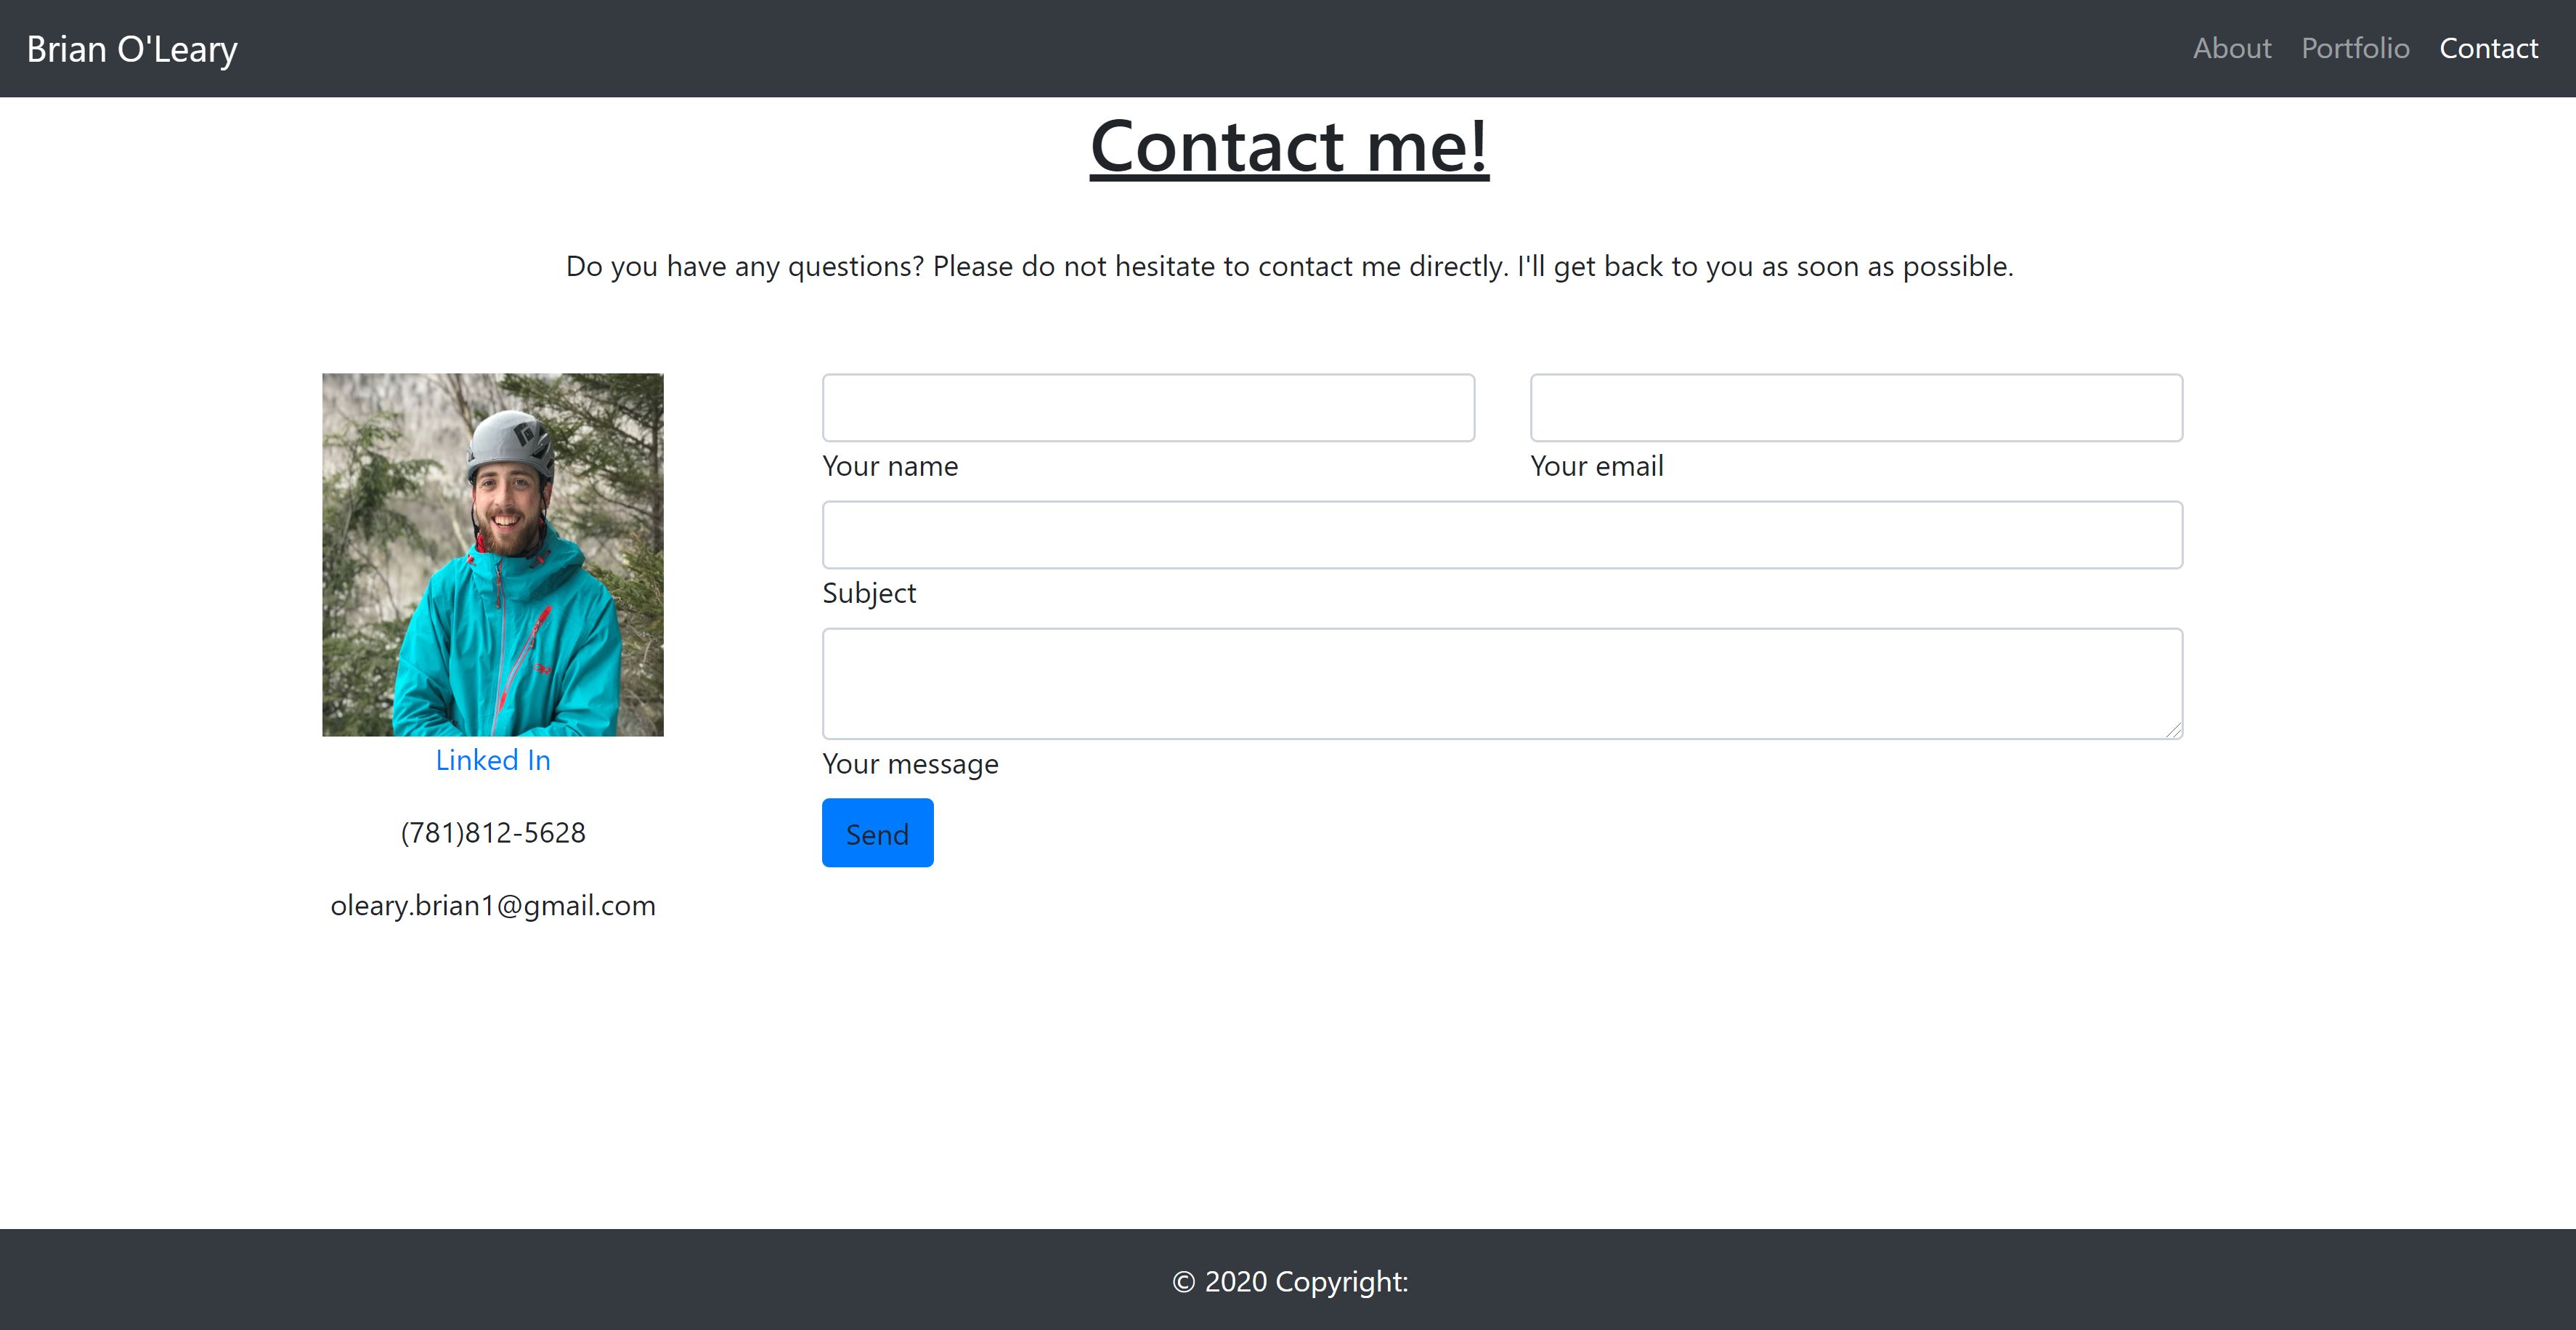 Brian O'Leary
About Portfolio Contact
Contact me!
Do you have any questions? Please do not hesitate to contact me directly. I'll get back to you as soon as possible.
Linked In
(781)812-5628
oleary.brian1@gmail.com
Your name
Your email
Subject
Your message
Send
© 2020 Copyright: